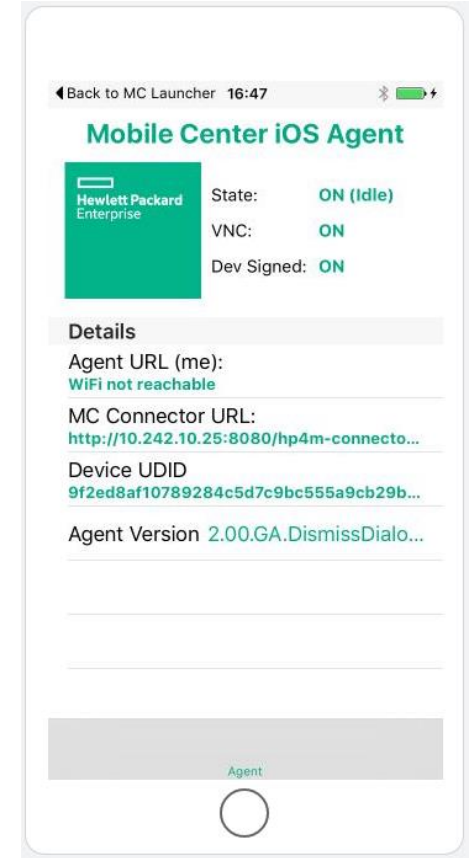 Back to MC Launcher 16:47
Mobile Center iOS Agent
Hewlett Packard
Enterprise
State: ON (Idle)
VNC: ON
Dev Signed: ON
Details
Agent URL (me):
WiFi not reachable
MC Connector URL:
http://10.242.10.25:8080/hp4m-connecto...
Device UDID
9f2ed8af10789284c5d7c9bc555a9cb29b...
Agent Version 2.00.GA.DismissDialo...
Agent